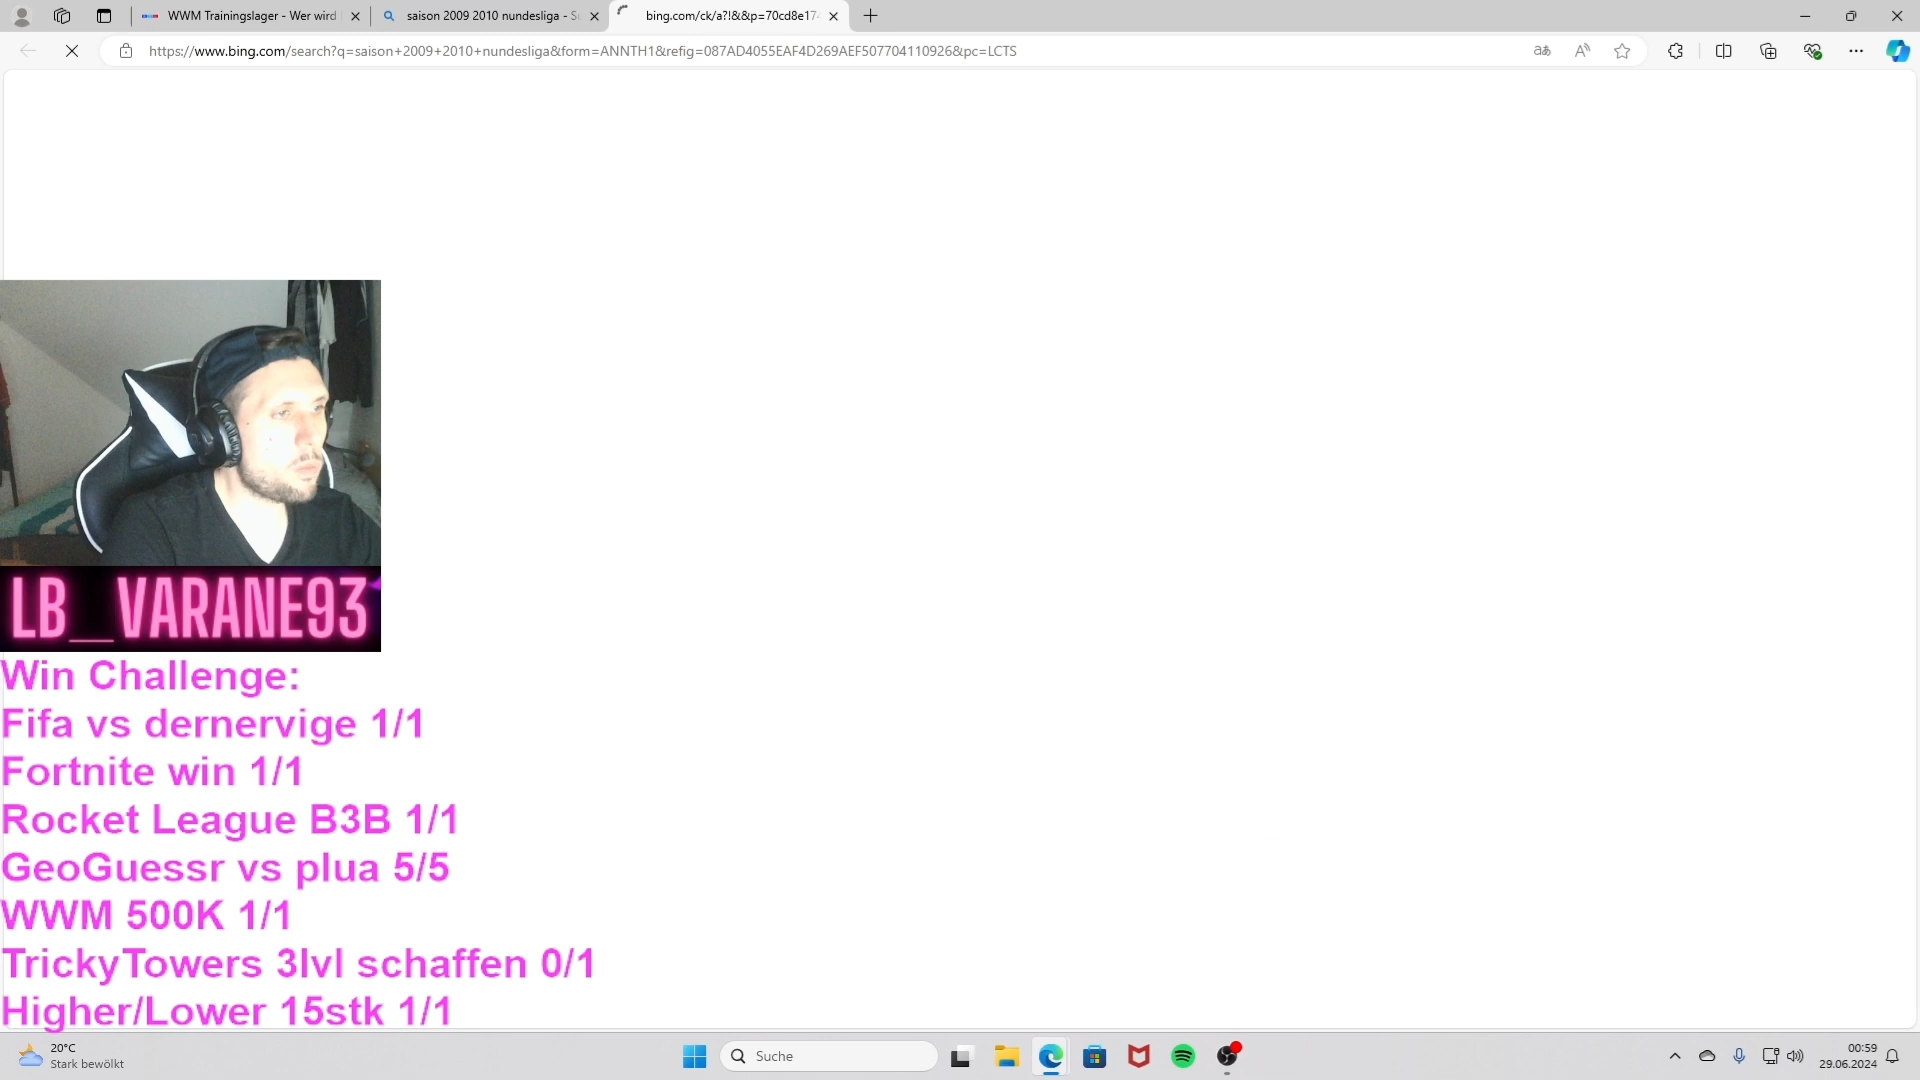 WWM Trainingslager - Wer wird
saison 2009 2010 nundesliga - S
bing.com/ck/a?!&&p=70cd8e174
https://www.bing.com/search?q=saison+2009+2010+nundesliga&form=ANNTH1&refig=087AD4055EAF4D269AEF507704110926&pc=LCTS
LB_VARANE93
Win Challenge:
Fifa vs dernervige 1/1
Fortnite win 1/1
Rocket League B3B 1/1
GeoGuessr vs plua 5/5
WWM 500K 1/1
TrickyTowers 3lvl schaffen 0/1
Higher/Lower 15stk 1/1
20°C
Stark bewölkt
Suche
00:59
29.06.2024